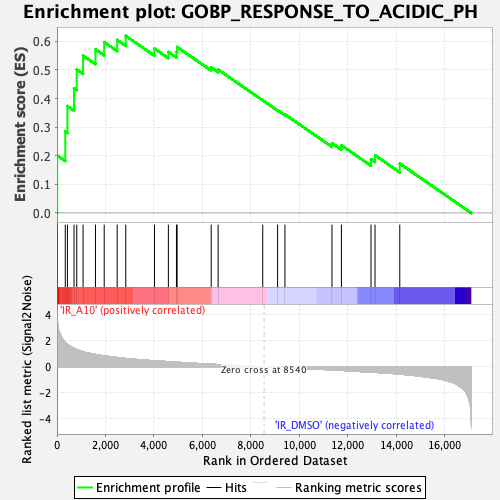 Enrichment plot: GOBP_RESPONSE_TO_ACIDIC_PH
Enrichment score (ES)
0.6
0.5
0.4
0.3
0.2
0.1
0.0
'IR_A10' (positively correlated)
Ranked list metric (Signal2Noise)
4
2
0
-2
-4
Zero cross at 8540
'IR_DMSO' (negatively correlated)
0 2,000 4,000 6,000 8,000 10,000 12,000 14,000 16,000
Rank in Ordered Dataset
Enrichment profile Hits Ranking metric scores